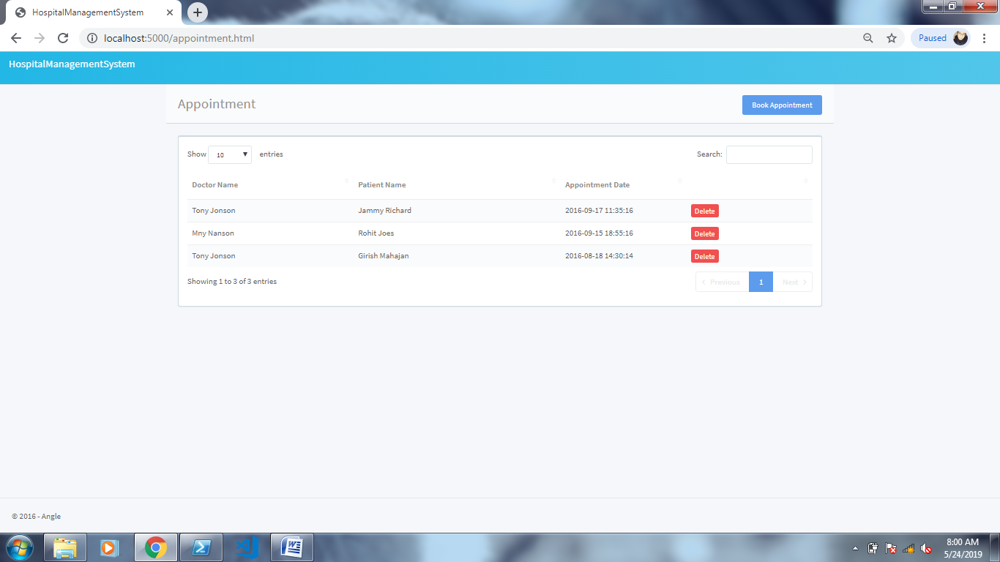 HospitalManagementSystem
localhost:5000/appointment.html
Paused
HospitalManagementSystem
Appointment
Book Appointment
Show 10 entries
Search:
Doctor Name Patient Name Appointment Date
Tony Jonson Jammy Richard 2016-09-17 11:35:16 Delete
Mny Nanson Rohit Joes 2016-09-15 18:55:16 Delete
Tony Jonson Girish Mahajan 2016-08-18 14:30:14 Delete
Showing 1 to 3 of 3 entries
Previous 1 Next
© 2016 - Angle
8:00 AM
5/24/2019